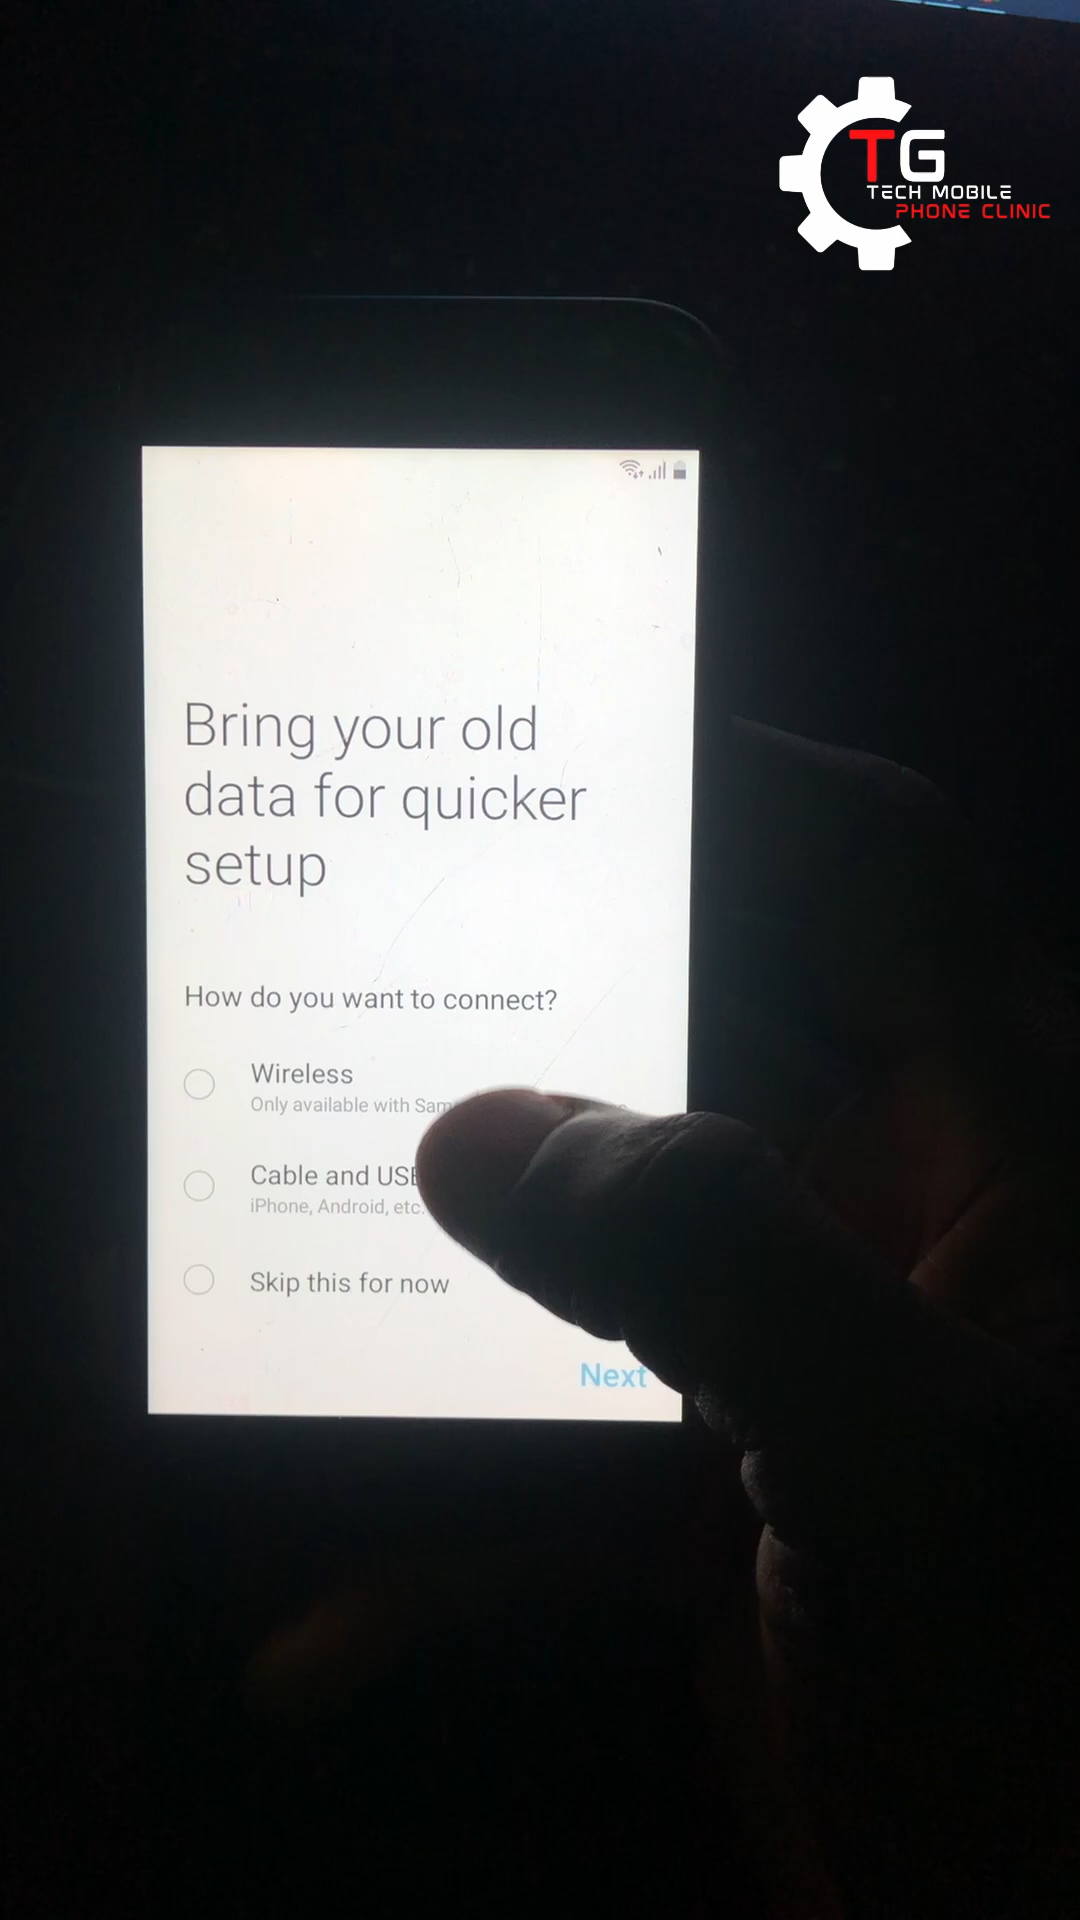 TG
TECH MOBILE
PHONE CLINIC
Bring your old
data for quicker
setup
How do you want to connect?
Wireless
Only available with
Cable and
iPhone, Android, etc.
Skip this for now
Next